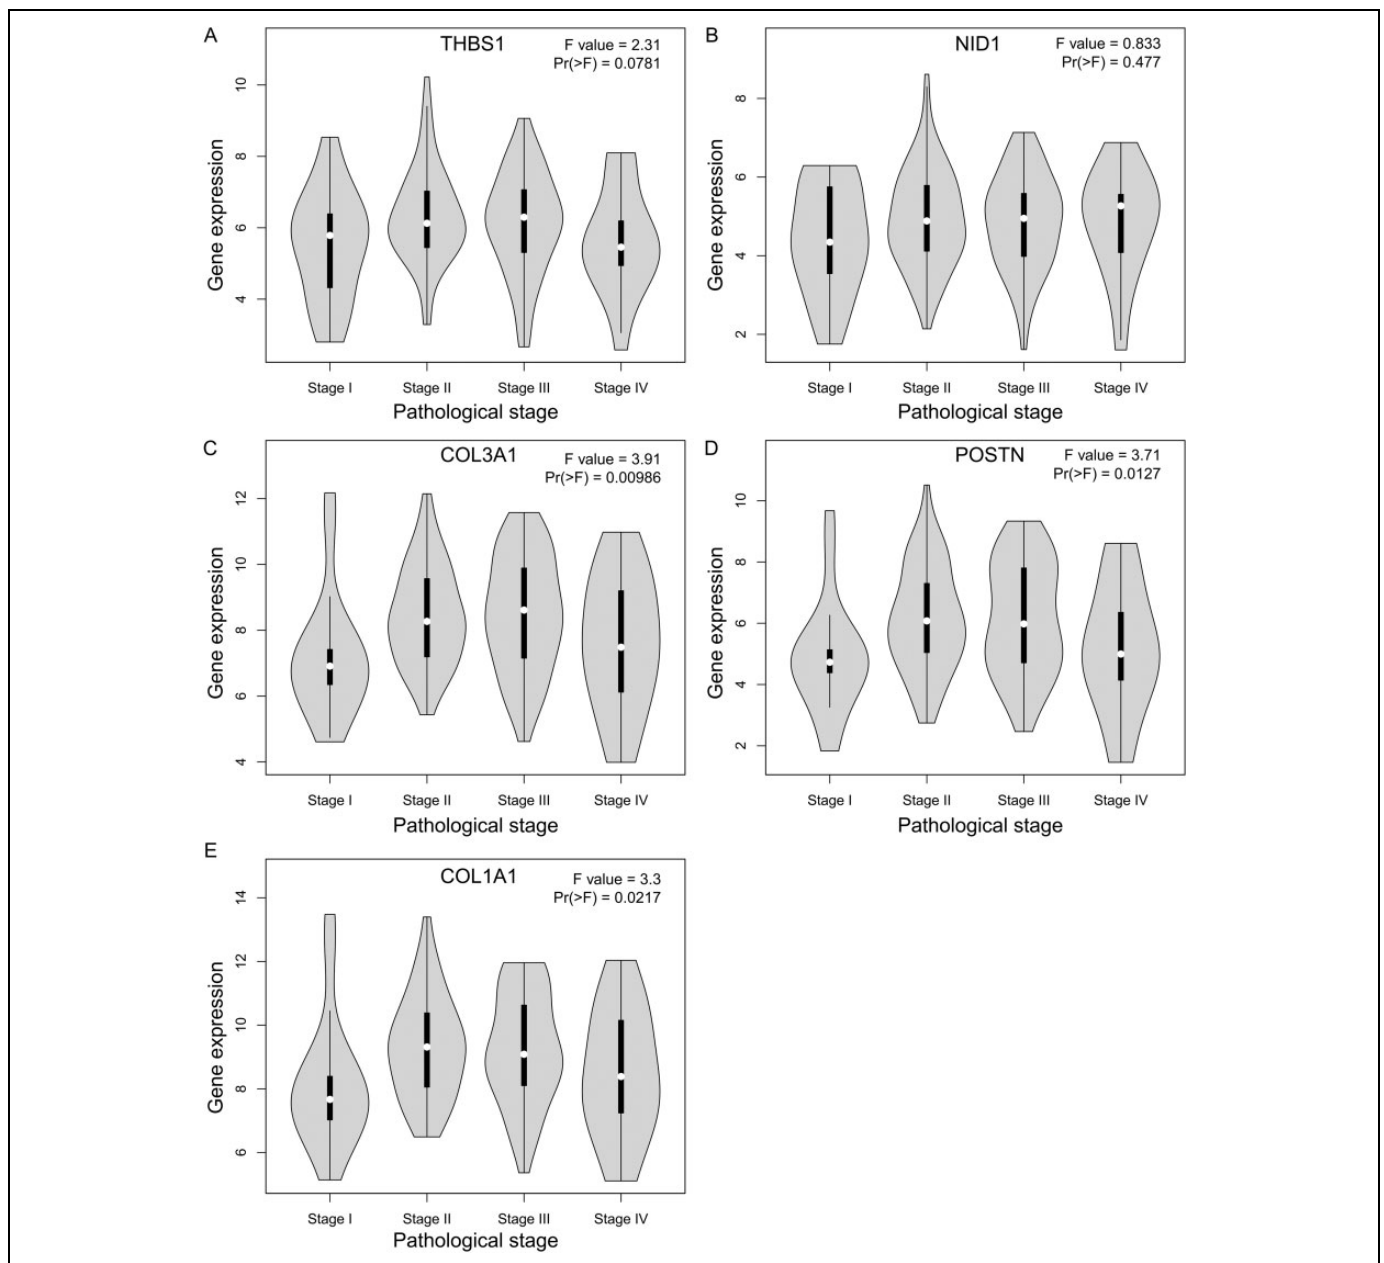 A
THBS1
F value = 2.31
Pr(>F) = 0.0781
Gene expression
10
8
6
4
Stage I Stage II Stage III Stage IV
Pathological stage
B
NID1
F value = 0.833
Pr(>F) = 0.477
Gene expression
8
6
4
2
Stage I Stage II Stage III Stage IV
Pathological stage
C
COL3A1
F value = 3.91
Pr(>F) = 0.00986
Gene expression
12
10
8
6
4
Stage I Stage II Stage III Stage IV
Pathological stage
D
POSTN
F value = 3.71
Pr(>F) = 0.0127
Gene expression
10
8
6
4
2
Stage I Stage II Stage III Stage IV
Pathological stage
E
COL1A1
F value = 3.3
Pr(>F) = 0.0217
Gene expression
14
12
10
8
6
Stage I Stage II Stage III Stage IV
Pathological stage